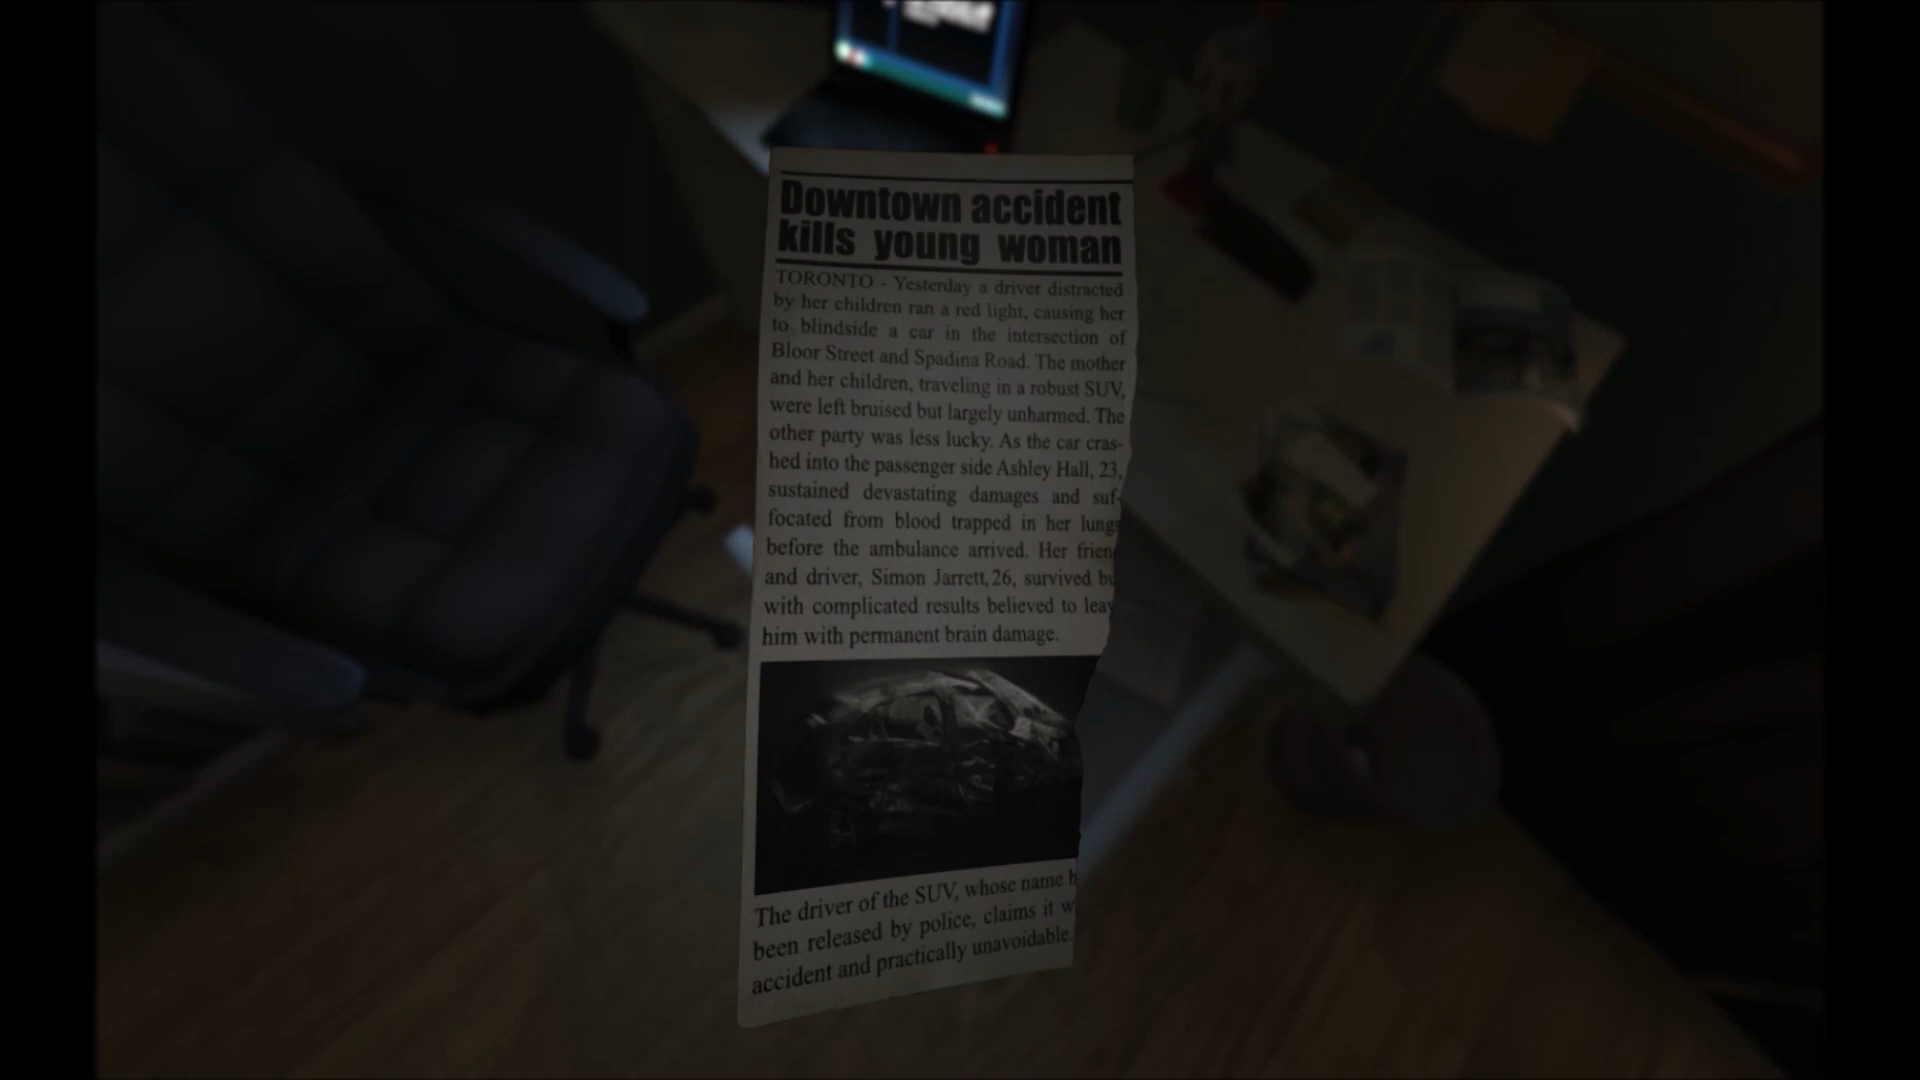 Downtown accident
kills young woman
TORONTO - Yesterday a driver distracted
by her children ran a red light, causing her
to blindside a car in the intersection of
Bloor Street and Spadina Road. The mother
and her children, traveling in a robust SUV,
were left bruised but largely unharmed. The
other party was less lucky. As the car cras-
hed into the passenger side Ashley Hall, 23,
sustained devastating damages and suf-
focated from blood trapped in her lungs
before the ambulance arrived. Her frien
and driver, Simon Jarrett, 26, survived bu
with complicated results believed to leav
him with permanent brain damage.
The driver of the SUV, whose name h
been released by police, claims it w
accident and practically unavoidable.